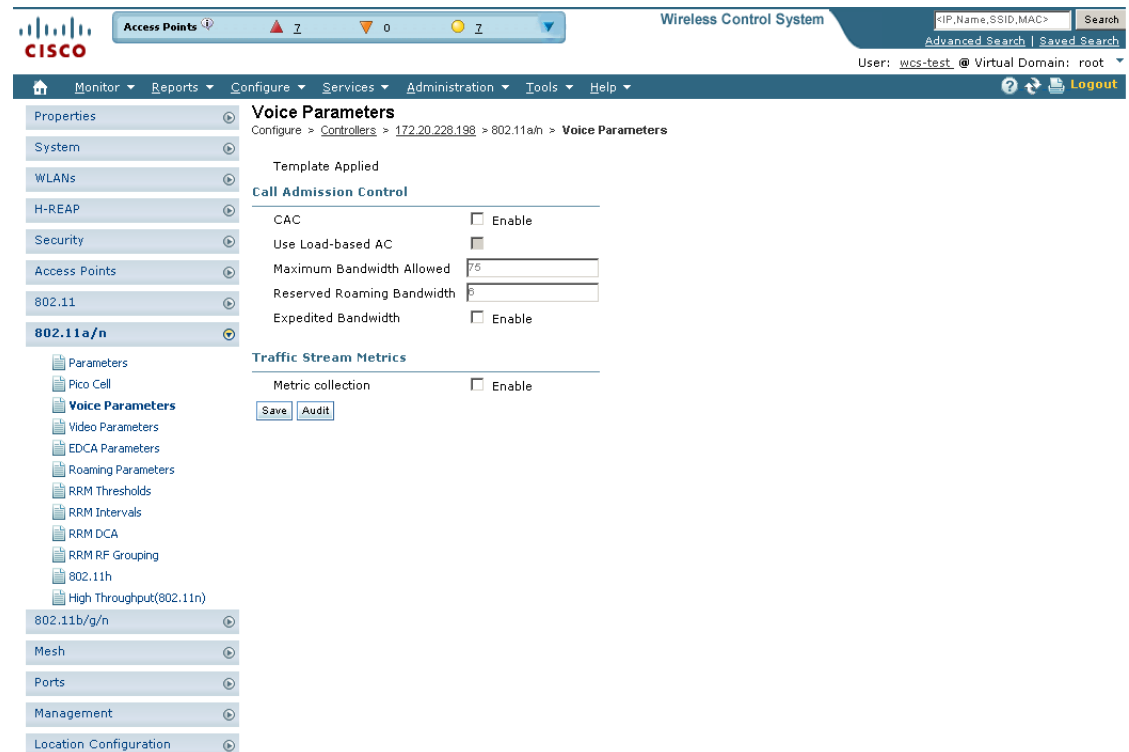 Access Points 7 0 7
Wireless Control System
<IP,Name,SSID,MAC> Search
Advanced Search | Saved Search
CISCO
User: wcs-test @ Virtual Domain: root
Monitor Reports Configure Services Administration Tools Help Logout
Properties
System
WLANs
H-REAP
Security
Access Points
802.11
802.11a/n
Parameters
Pico Cell
Voice Parameters
Video Parameters
EDCA Parameters
Roaming Parameters
RRM Thresholds
RRM Intervals
RRM DCA
RRM RF Grouping
802.11h
High Throughput(802.11n)
802.11b/g/n
Mesh
Ports
Management
Location Configuration
Voice Parameters
Configure > Controllers > 172.20.228.198 > 802.11a/n > Voice Parameters
Template Applied
Call Admission Control
CAC Enable
Use Load-based AC
Maximum Bandwidth Allowed 75
Reserved Roaming Bandwidth 6
Expedited Bandwidth Enable
Traffic Stream Metrics
Metric collection Enable
Save Audit